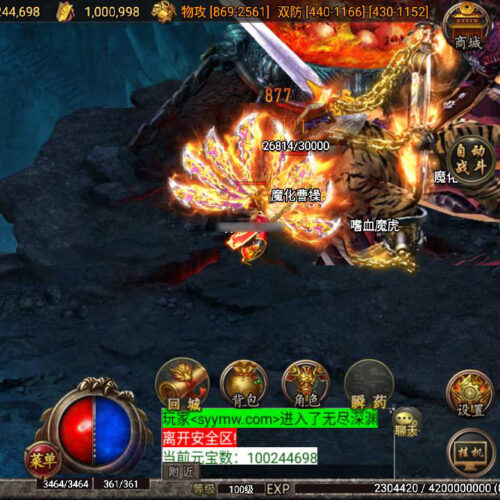 244,698 1,000,998 物攻 [869-2561] 双防 [440-1166]-[430-1152]
商城
877
26814/30000
自动
战斗
魔化
魔化曹操
嗜血魔虎
回城 背包 角色 瞬药
设置
玩家<syymw.com>进入了无尽深渊
离开安全区!
当前元宝数: 100244698
聊天
附近
菜单
挂机
3464/3464 361/361
等级 100级 EXP 2304420 / 4200000000 (0